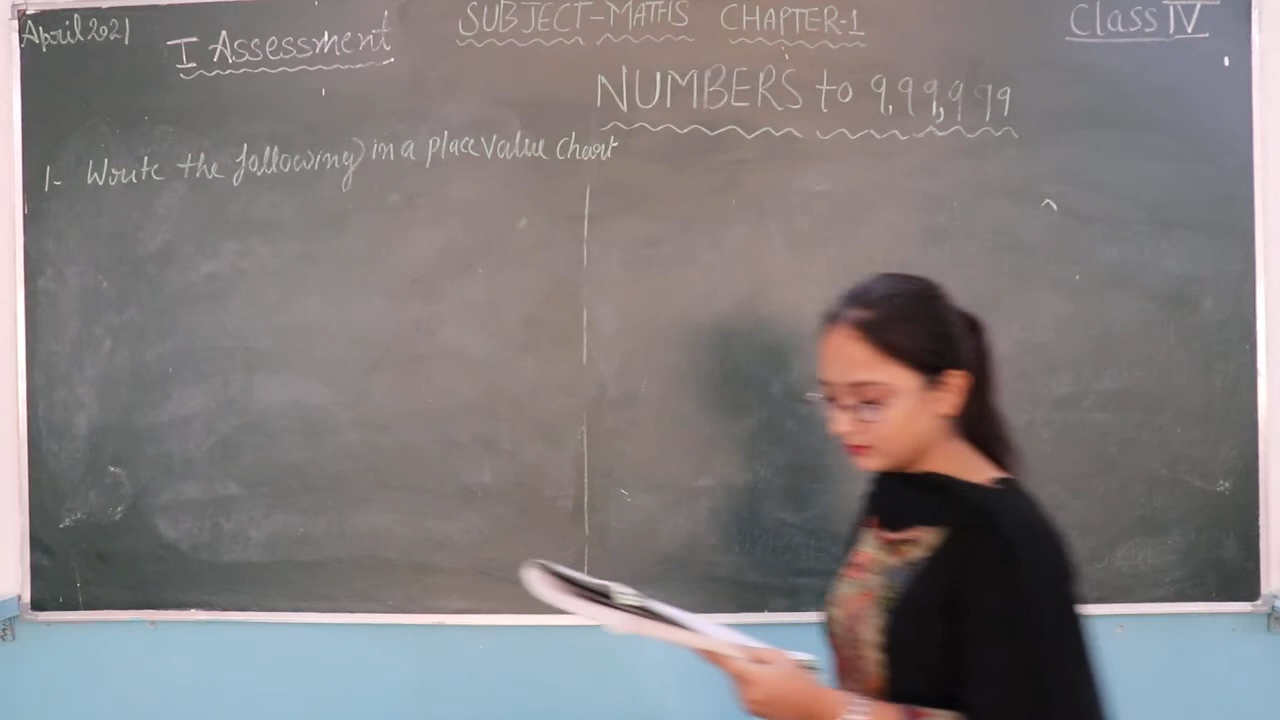 April 2021
I Assessment
SUBJECT-MATHS CHAPTER-1
Class IV
NUMBERS to 9,99,999
1- Write the following in a place value chart